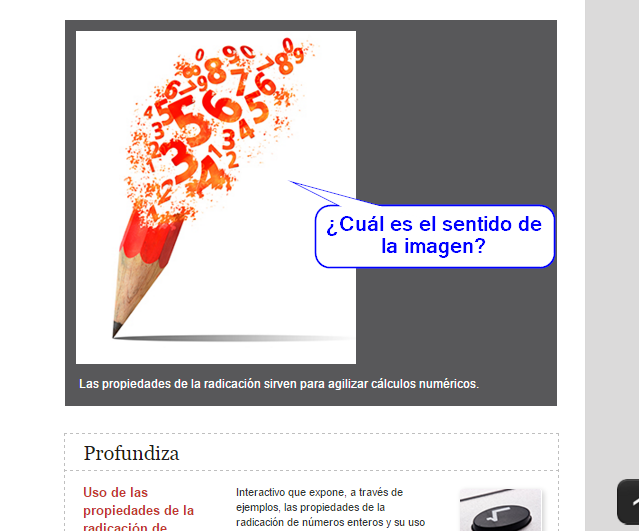 ¿Cuál es el sentido de
la imagen?
Las propiedades de la radicación sirven para agilizar cálculos numéricos.
Profundiza
Uso de las
propiedades de la
radicación de
Interactivo que expone, a través de
ejemplos, las propiedades de la
radicación de números enteros y su uso